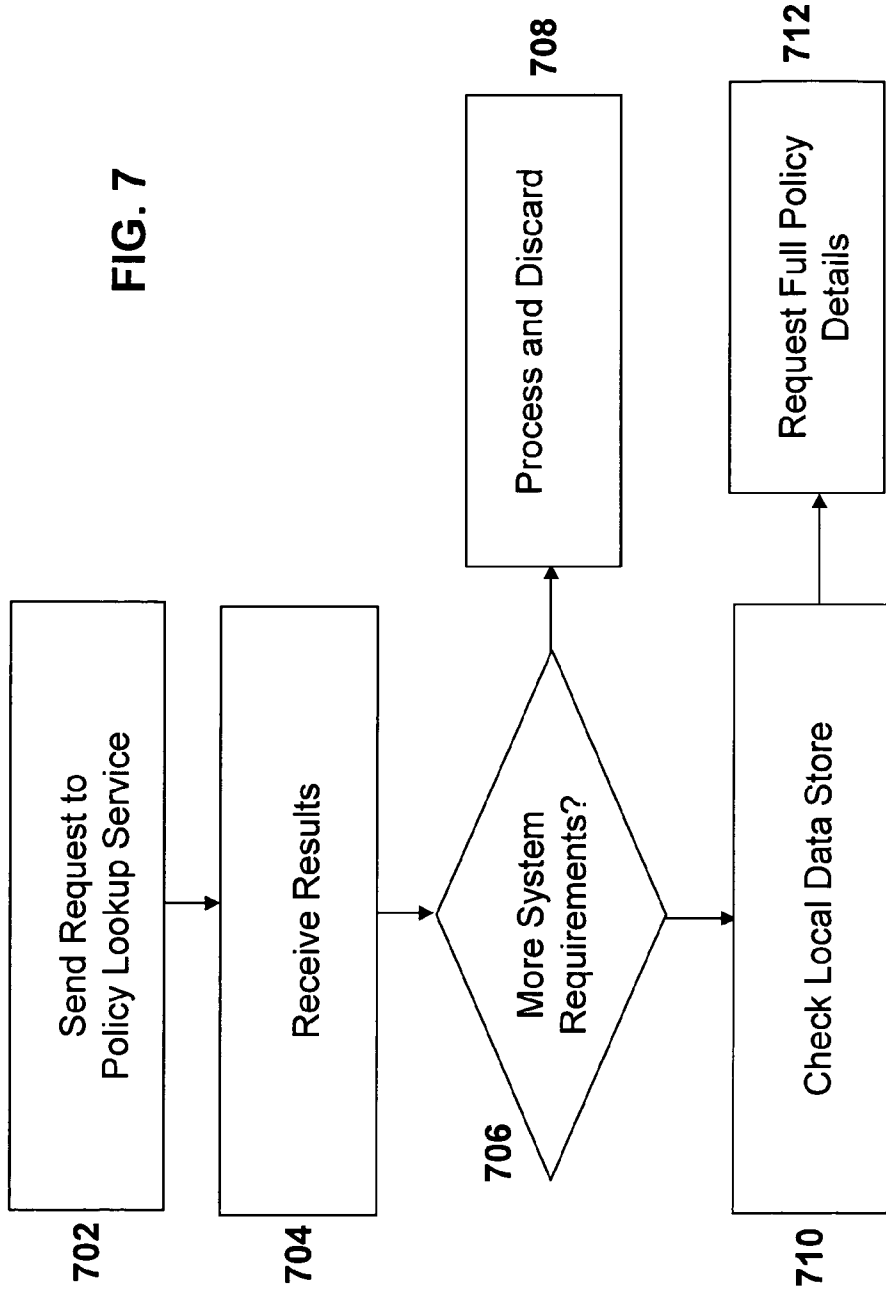 FIG. 7
702
Send Request to
Policy Lookup Service
704
Receive Results
706
More System
Requirements?
708
Process and Discard
710
Check Local Data Store
712
Request Full Policy
Details